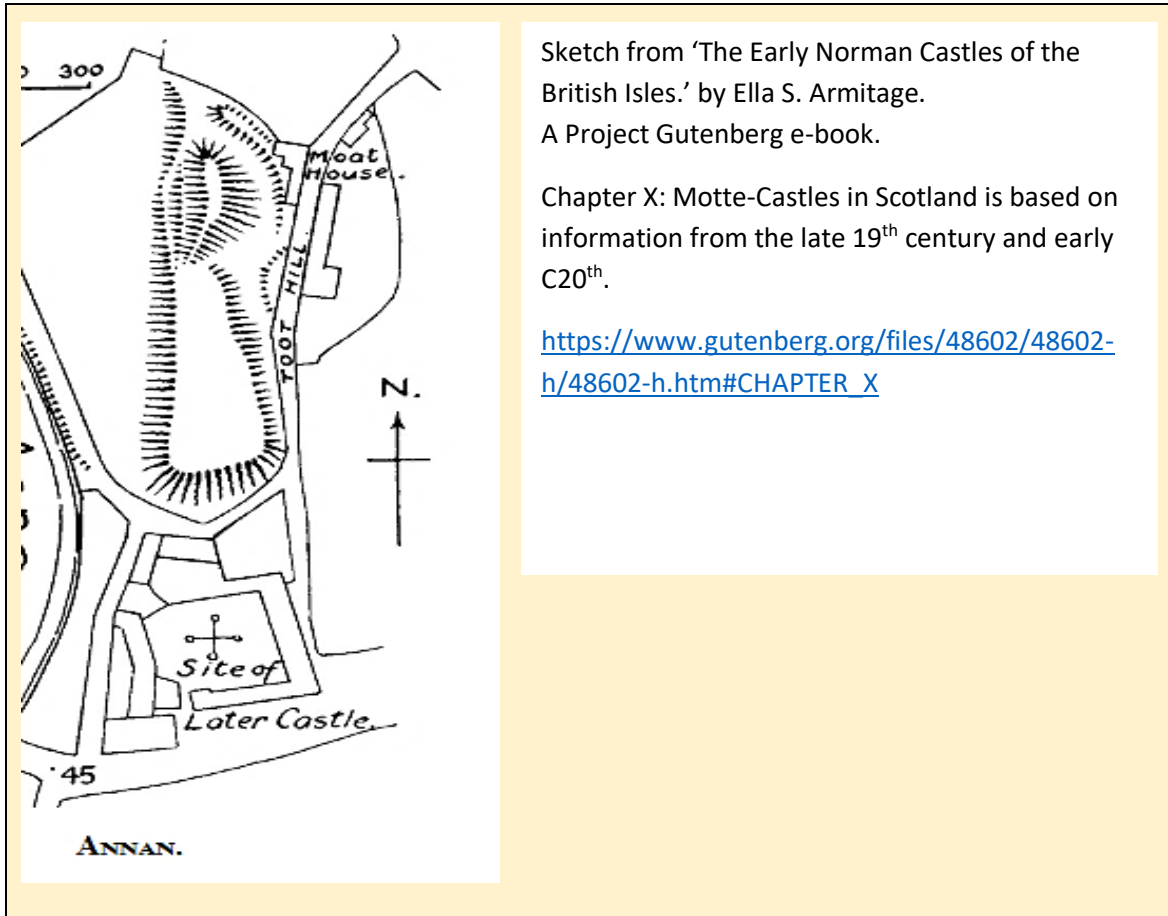 300
Moat
House.
TOOT HILL
N.
Site of
Later Castle.
·45
ANNAN.
Sketch from ‘The Early Norman Castles of the
British Isles.’ by Ella S. Armitage.
A Project Gutenberg e-book.
Chapter X: Motte-Castles in Scotland is based on
information from the late 19th century and early
C20th.
https://www.gutenberg.org/files/48602/48602-
h/48602-h.htm#CHAPTER_X